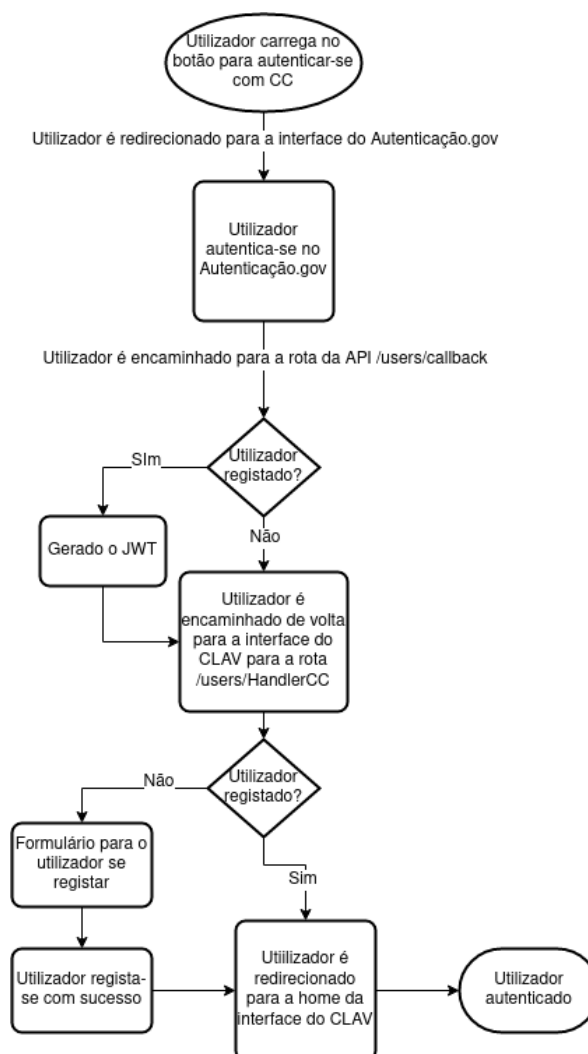 Utilizador carrega no
botão para autenticar-se
com CC
Utilizador é redirecionado para a interface do Autenticação.gov
Utilizador
autentica-se no
Autenticação.gov
Utilizador é encaminhado para a rota da API /users/callback
Utilizador
registado?
SIm
Gerado o JWT
Não
Utilizador é
encaminhado de volta
para a interface do
CLAV para a rota
/users/HandlerCC
Utilizador
registado?
Não
Formulário para o
utilizador se
registar
Sim
Utilizador regista-
se com sucesso
Utiilizador é
redirecionado
para a home da
interface do CLAV
Utilizador
autenticado